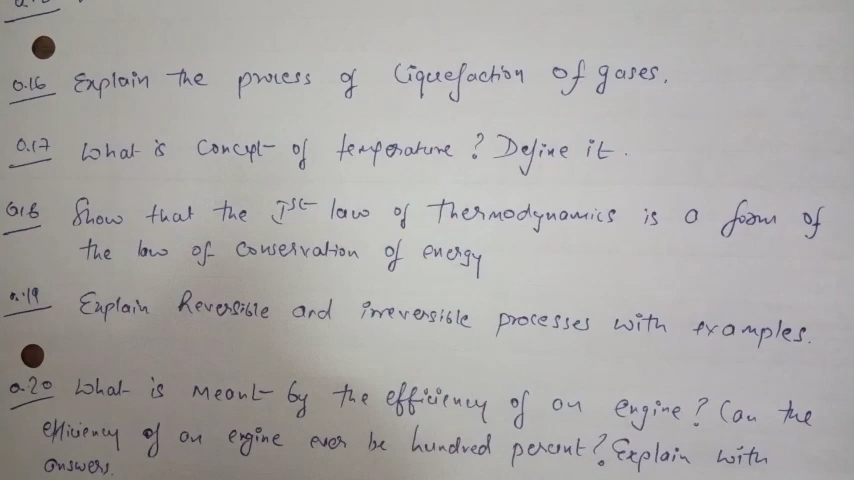 Q.16 Explain the process of liquefaction of gases.
Q.17 What is concept of temperature? Define it.
Q.18 Show that the Ist law of thermodynamics is a form of
the law of conservation of energy
Q.19 Explain Reversible and irreversible processes with examples.
Q.20 What is meant by the efficiency of an engine? Can the
efficiency of an engine ever be hundred percent? Explain with
answers.